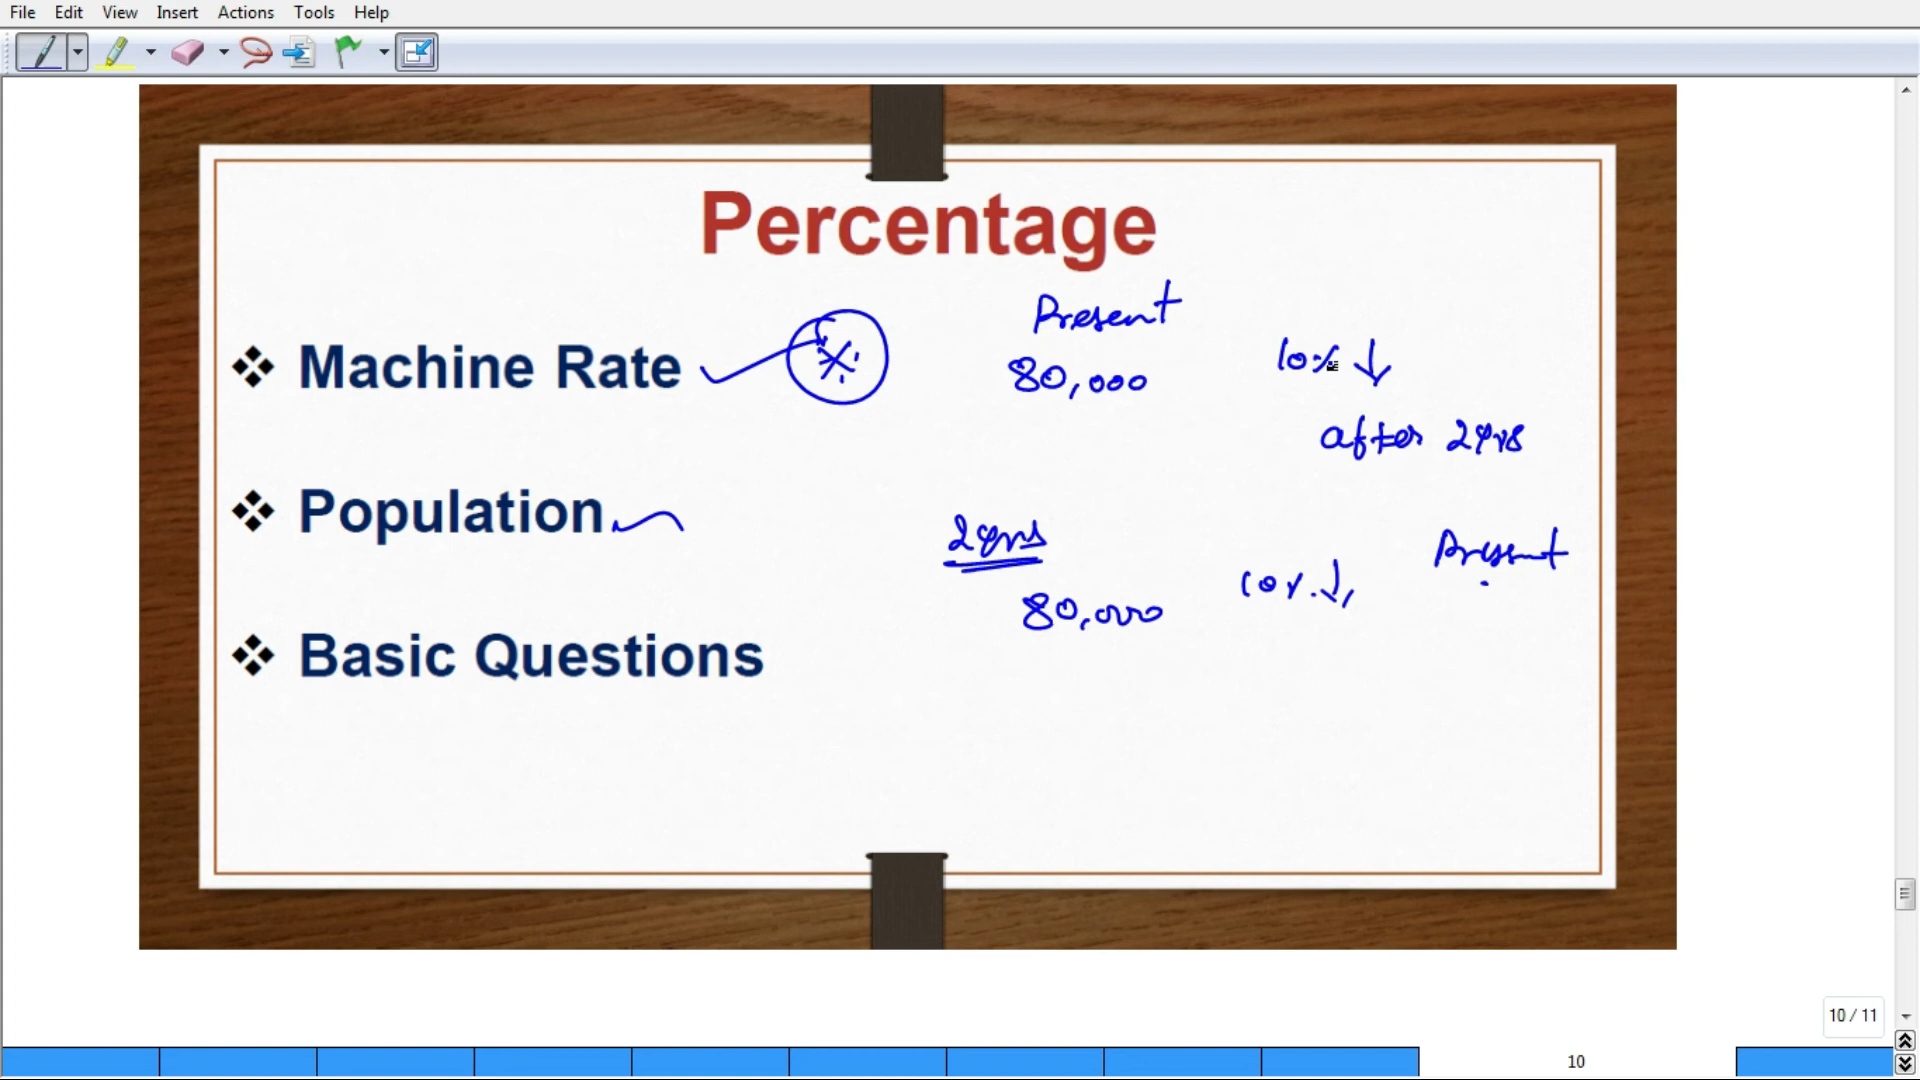 File Edit View Insert Actions Tools Help
Percentage
Present
Machine Rate
80,000
10% ↓
after 2yrs
Population
2yrs
Present
80,000
10%.↓
Basic Questions
10 / 11
10